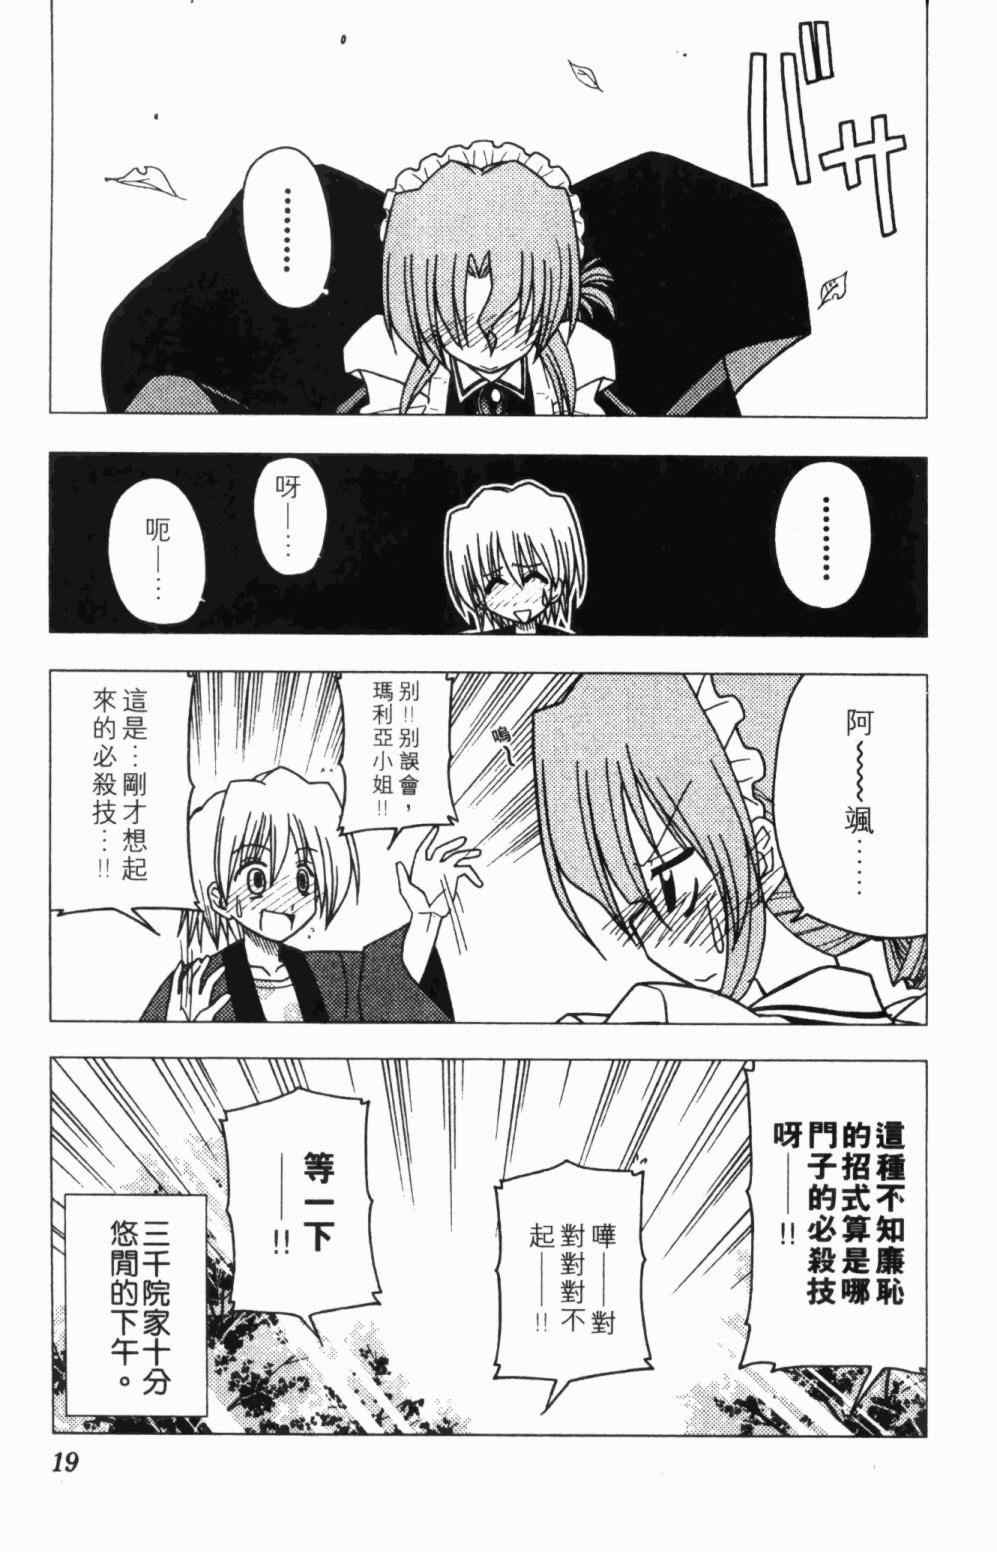 バサ
………
………
呀──…
呃──…
阿〜〜〜颯……
嗚〜
别!!别誤會，
瑪利亞小姐!!
這是…剛才想起
來的必殺技…!!
這種不知廉恥
的招式算是哪
門子的必殺技
呀──!!
嘩──對
對對對不
起──!!
等一下
──!!
三千院家十分
悠閒的下午。
19